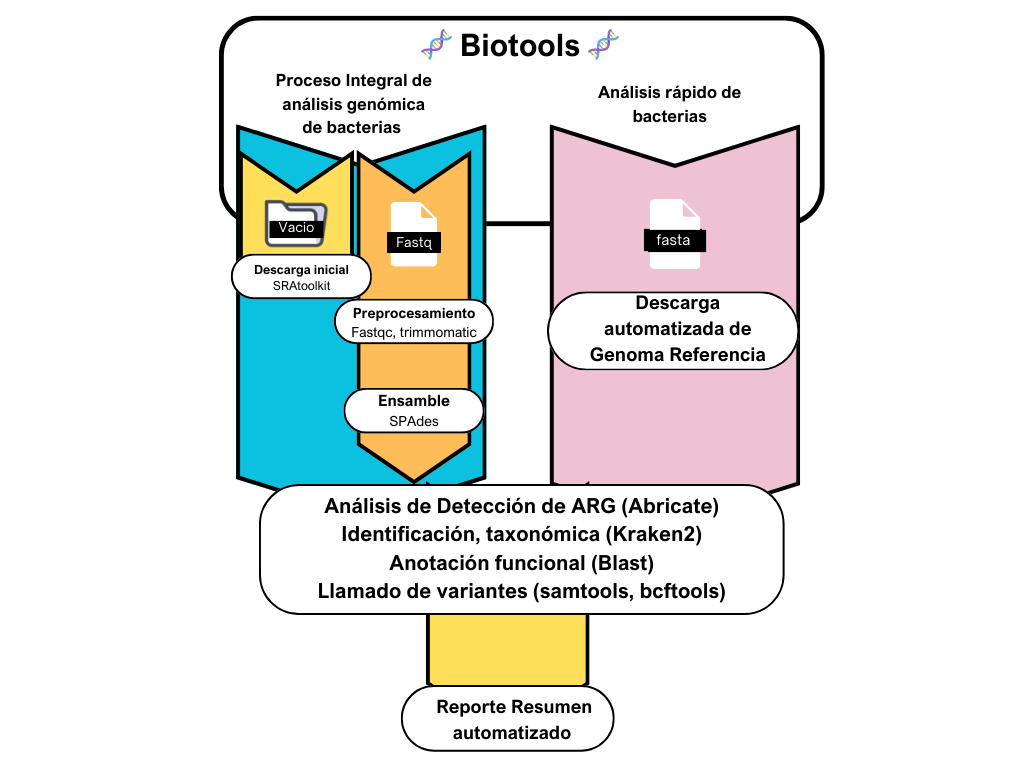 Biotools
Proceso Integral de
análisis genómica
de bacterias
Análisis rápido de
bacterias
Vacio
Fastq
fasta
Descarga inicial
SRAtoolkit
Preprocesamiento
Fastqc, trimmomatic
Descarga
automatizada de
Genoma Referencia
Ensamble
SPAdes
Análisis de Detección de ARG (Abricate)
Identificación, taxonómica (Kraken2)
Anotación funcional (Blast)
Llamado de variantes (samtools, bcftools)
Reporte Resumen
automatizado